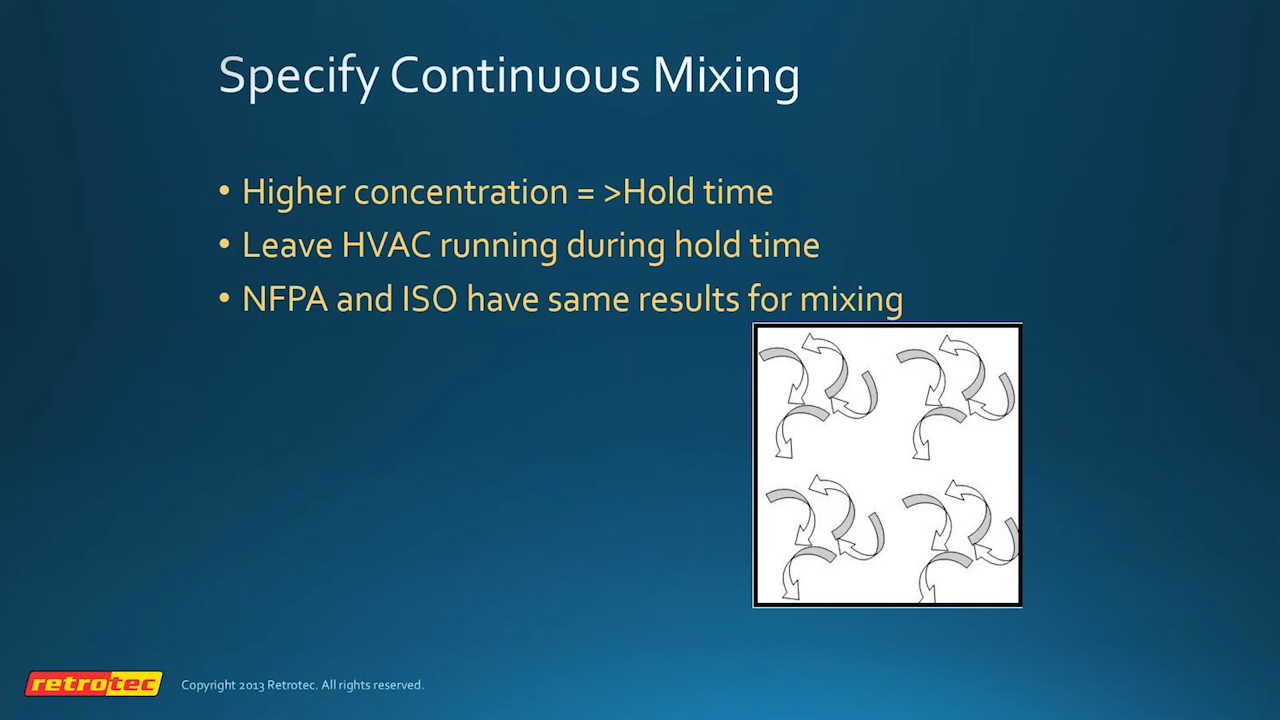 Specify Continuous Mixing
• Higher concentration = >Hold time
• Leave HVAC running during hold time
• NFPA and ISO have same results for mixing
retrotec
Copyright 2013 Retrotec. All rights reserved.